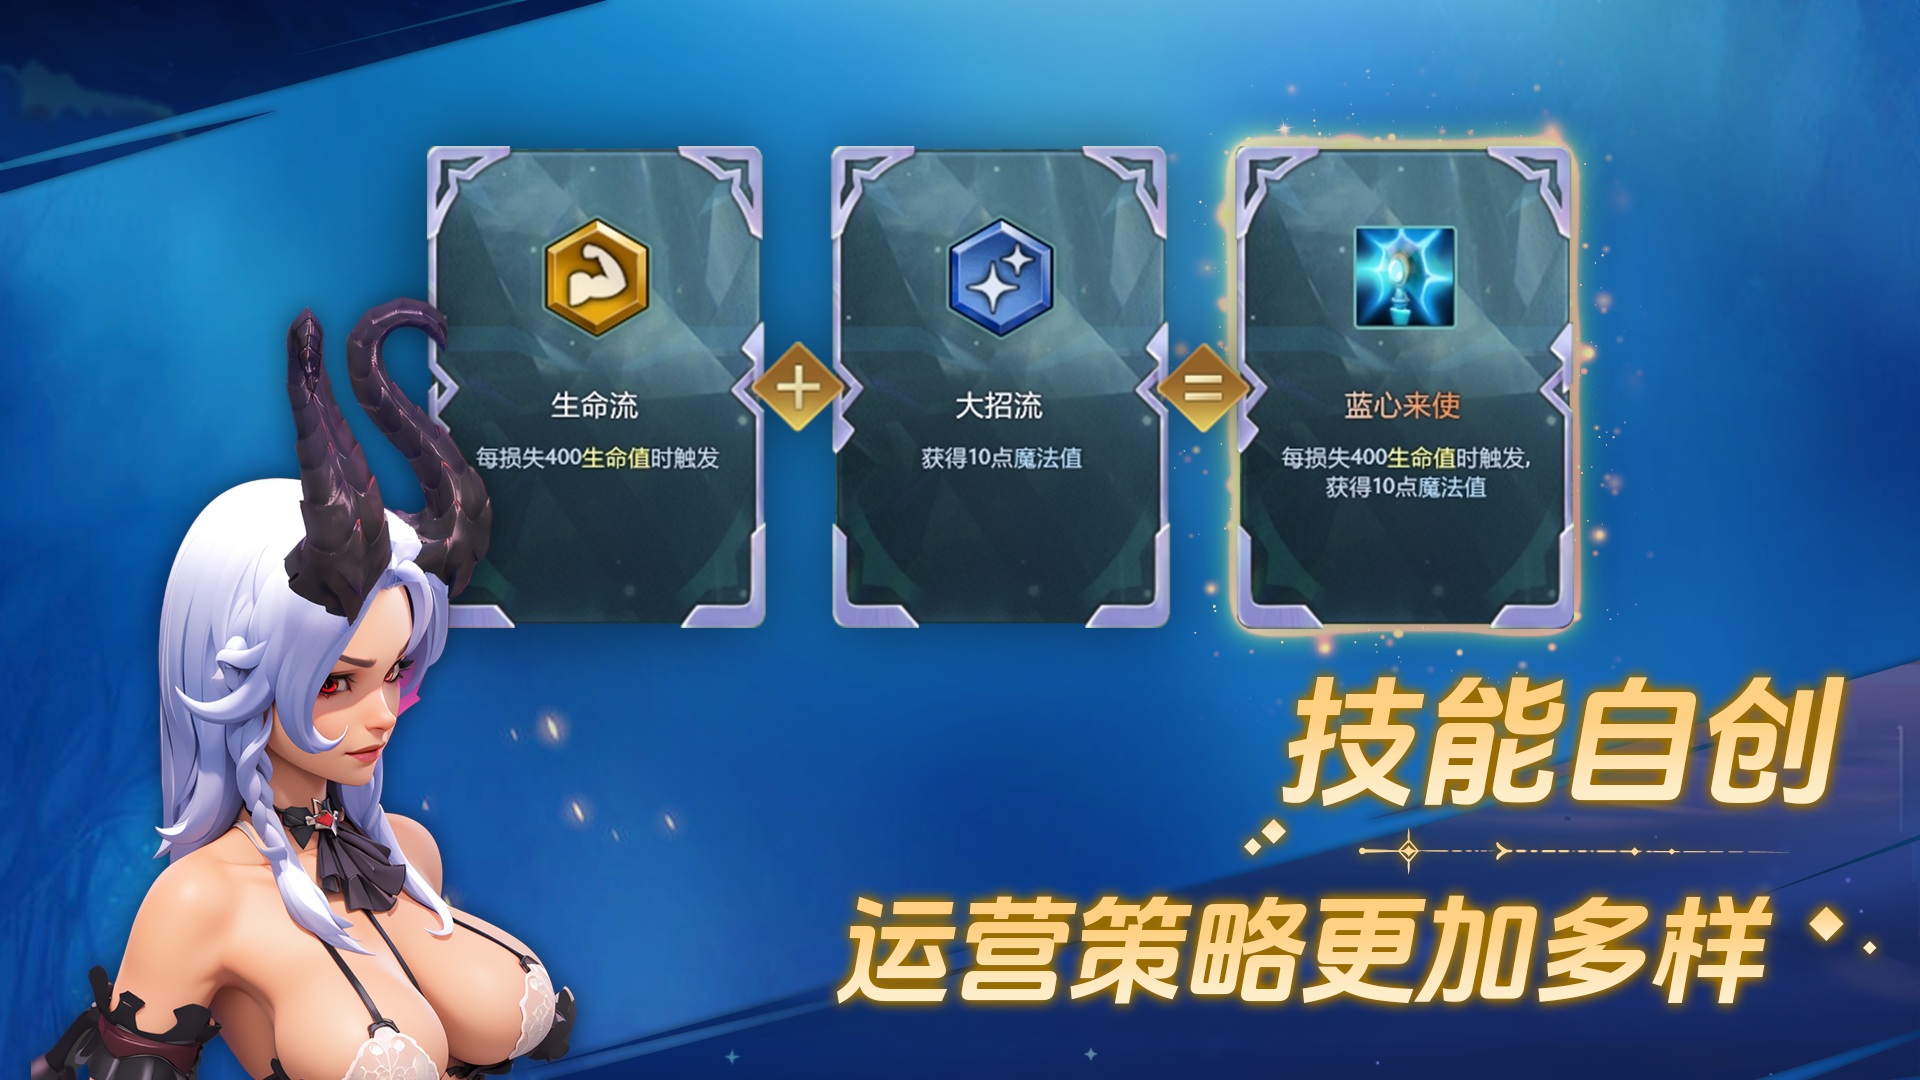 生命流
每损失400生命值时触发
+
大招流
获得10点魔法值
=
蓝心来使
每损失400生命值时触发,
获得10点魔法值
技能自创
运营策略更加多样